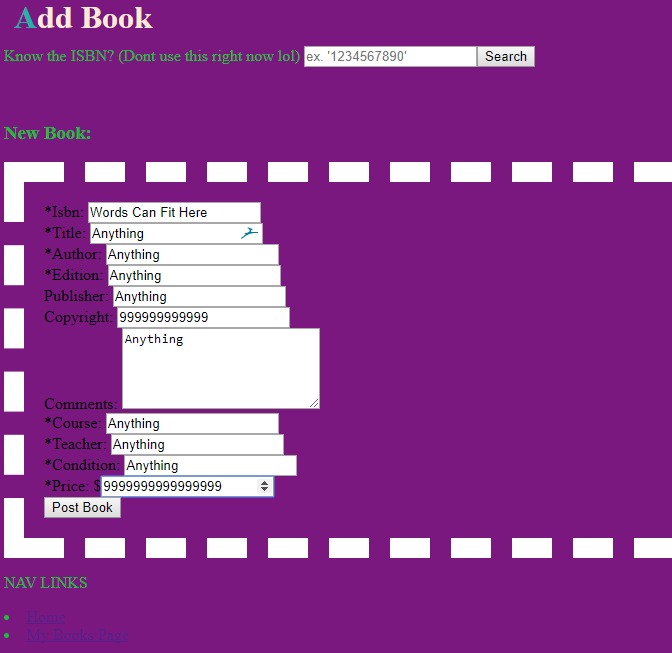 Add Book
Know the ISBN? (Dont use this right now lol) ex. '1234567890' Search
New Book:
*Isbn: Words Can Fit Here
*Title: Anything
*Author: Anything
*Edition: Anything
Publisher: Anything
Copyright: 999999999999
Anything
Comments:
*Course: Anything
*Teacher: Anything
*Condition: Anything
*Price: $9999999999999999
Post Book
NAV LINKS
Home
My Books Page